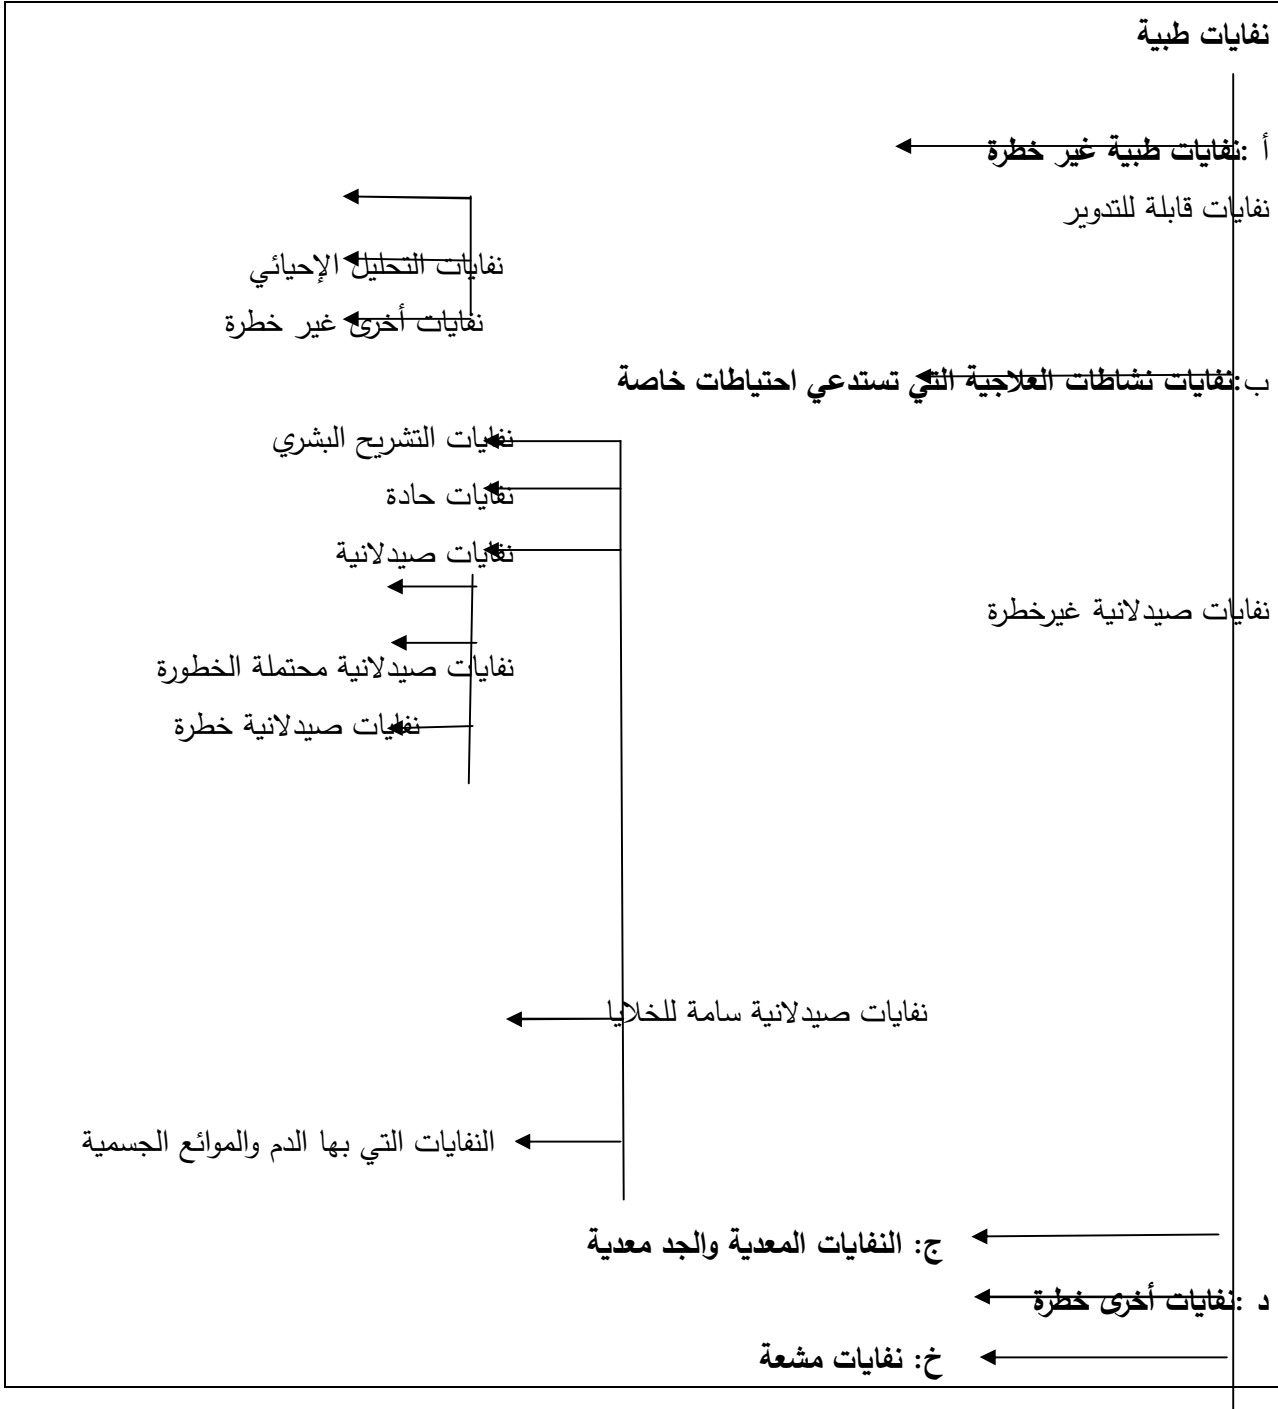 نفايات طبية
أ :نفايات طبية غير خطرة
نفايات قابلة للتدوير
نفايات التحليل الإحيائي
نفايات أخرى غير خطرة
ب:نفايات نشاطات العلاجية التي تستدعي احتياطات خاصة
نفايات التشريح البشري
نفايات حادة
نفايات صيدلانية
نفايات صيدلانية غيرخطرة
نفايات صيدلانية محتملة الخطورة
نفايات صيدلانية خطرة
نفايات صيدلانية سامة للخلايا
النفايات التي بها الدم والموائع الجسمية
ج: النفايات المعدية والجد معدية
د :نفايات أخرى خطرة
خ: نفايات مشعة